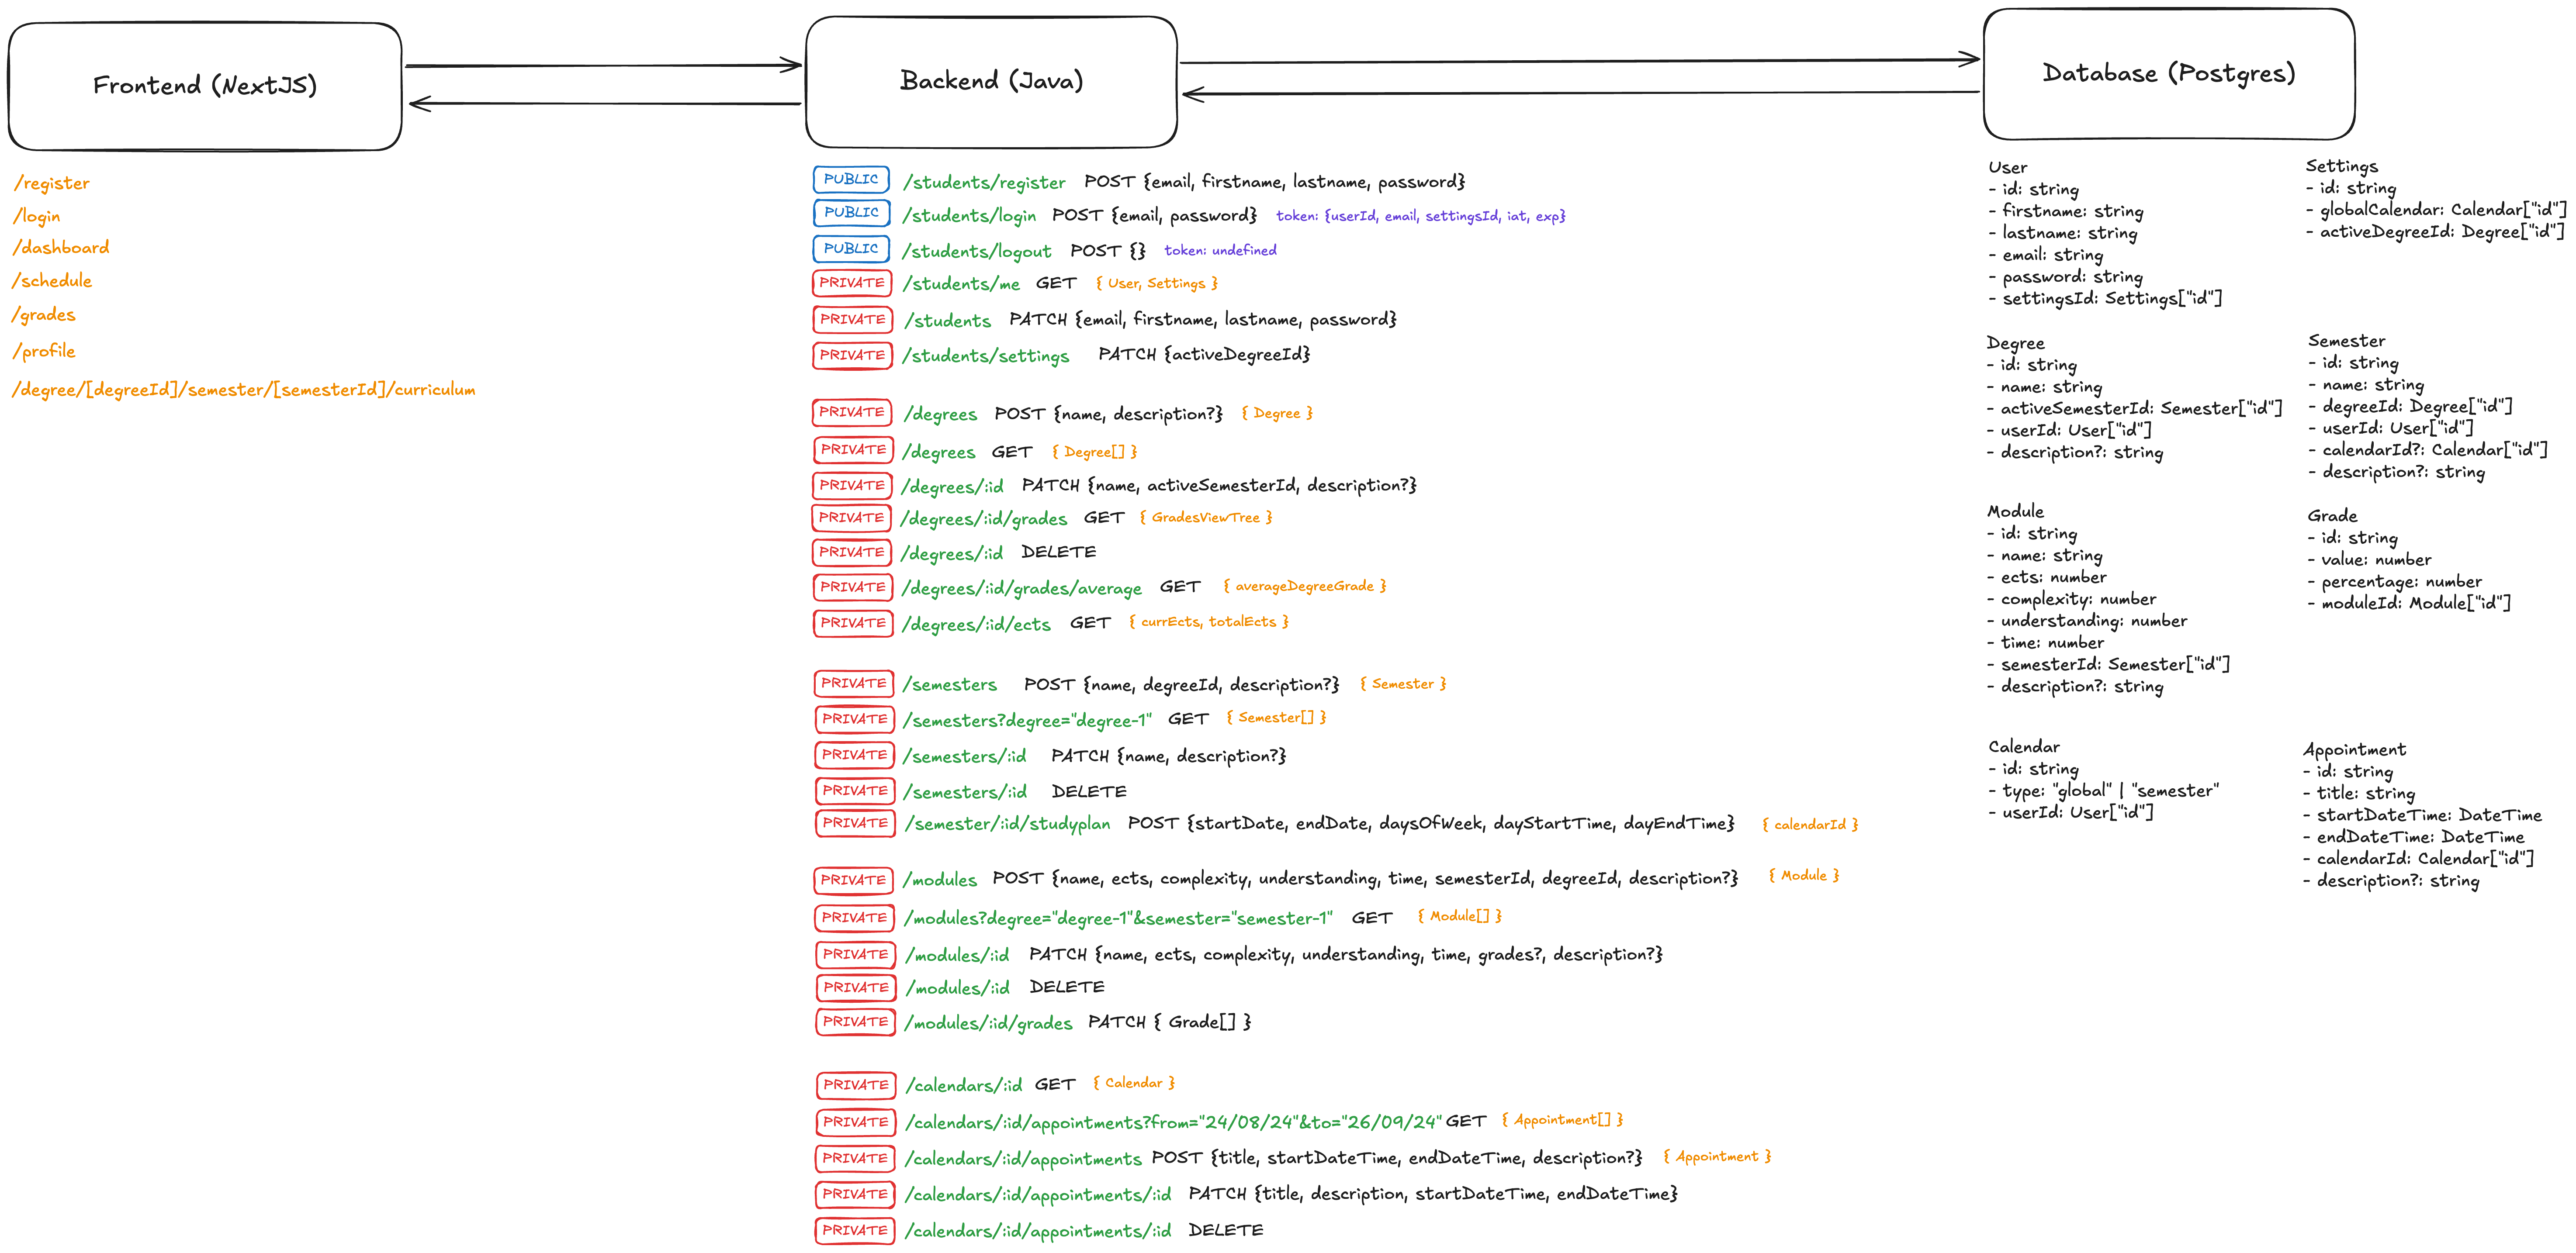 Frontend (NextJS)
Backend (Java)
Database (Postgres)
/register
/login
/dashboard
/schedule
/grades
/profile
/degree/[degreeId]/semester/[semesterId]/curriculum
PUBLIC /students/register POST {email, firstname, lastname, password}
PUBLIC /students/login POST {email, password} token: {userId, email, settingsId, iat, exp}
PUBLIC /students/logout POST {} token: undefined
PRIVATE /students/me GET { User, Settings }
PRIVATE /students PATCH {email, firstname, lastname, password}
PRIVATE /students/settings PATCH {activeDegreeId}
PRIVATE /degrees POST {name, description?} { Degree }
PRIVATE /degrees GET { Degree[] }
PRIVATE /degrees/:id PATCH {name, activeSemesterId, description?}
PRIVATE /degrees/:id/grades GET { GradesViewTree }
PRIVATE /degrees/:id DELETE
PRIVATE /degrees/:id/grades/average GET { averageDegreeGrade }
PRIVATE /degrees/:id/ects GET { currEcts, totalEcts }
PRIVATE /semesters POST {name, degreeId, description?} { Semester }
PRIVATE /semesters?degree="degree-1" GET { Semester[] }
PRIVATE /semesters/:id PATCH {name, description?}
PRIVATE /semesters/:id DELETE
PRIVATE /semester/:id/studyplan POST {startDate, endDate, daysOfWeek, dayStartTime, dayEndTime} { calendarId }
PRIVATE /modules POST {name, ects, complexity, understanding, time, semesterId, degreeId, description?} { Module }
PRIVATE /modules?degree="degree-1"&semester="semester-1" GET { Module[] }
PRIVATE /modules/:id PATCH {name, ects, complexity, understanding, time, grades?, description?}
PRIVATE /modules/:id DELETE
PRIVATE /modules/:id/grades PATCH { Grade[] }
PRIVATE /calendars/:id GET { Calendar }
PRIVATE /calendars/:id/appointments?from="24/08/24"&to="26/09/24" GET { Appointment[] }
PRIVATE /calendars/:id/appointments POST {title, startDateTime, endDateTime, description?} { Appointment }
PRIVATE /calendars/:id/appointments/:id PATCH {title, description, startDateTime, endDateTime}
PRIVATE /calendars/:id/appointments/:id DELETE
User
- id: string
- firstname: string
- lastname: string
- email: string
- password: string
- settingsId: Settings["id"]
Settings
- id: string
- globalCalendar: Calendar["id"]
- activeDegreeId: Degree["id"]
Degree
- id: string
- name: string
- activeSemesterId: Semester["id"]
- userId: User["id"]
- description?: string
Semester
- id: string
- name: string
- degreeId: Degree["id"]
- userId: User["id"]
- calendarId?: Calendar["id"]
- description?: string
Module
- id: string
- name: string
- ects: number
- complexity: number
- understanding: number
- time: number
- semesterId: Semester["id"]
- description?: string
Grade
- id: string
- value: number
- percentage: number
- moduleId: Module["id"]
Calendar
- id: string
- type: "global" | "semester"
- userId: User["id"]
Appointment
- id: string
- title: string
- startDateTime: DateTime
- endDateTime: DateTime
- calendarId: Calendar["id"]
- description?: string